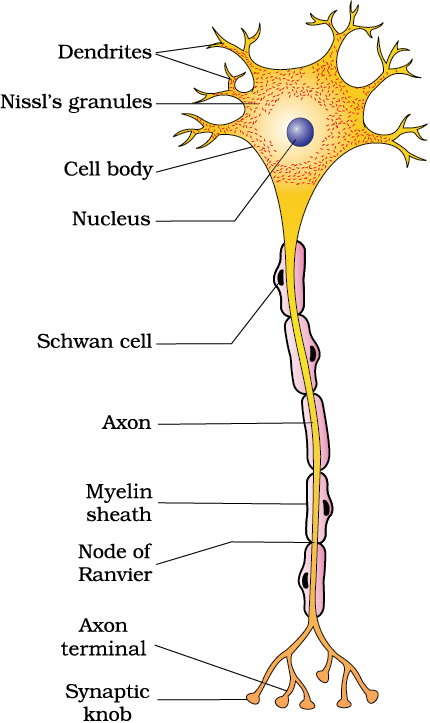 Dendrites
Nissl's granules
Cell body
Nucleus
Schwan cell
Axon
Myelin
sheath
Node of
Ranvier
Axon
terminal
Synaptic
knob